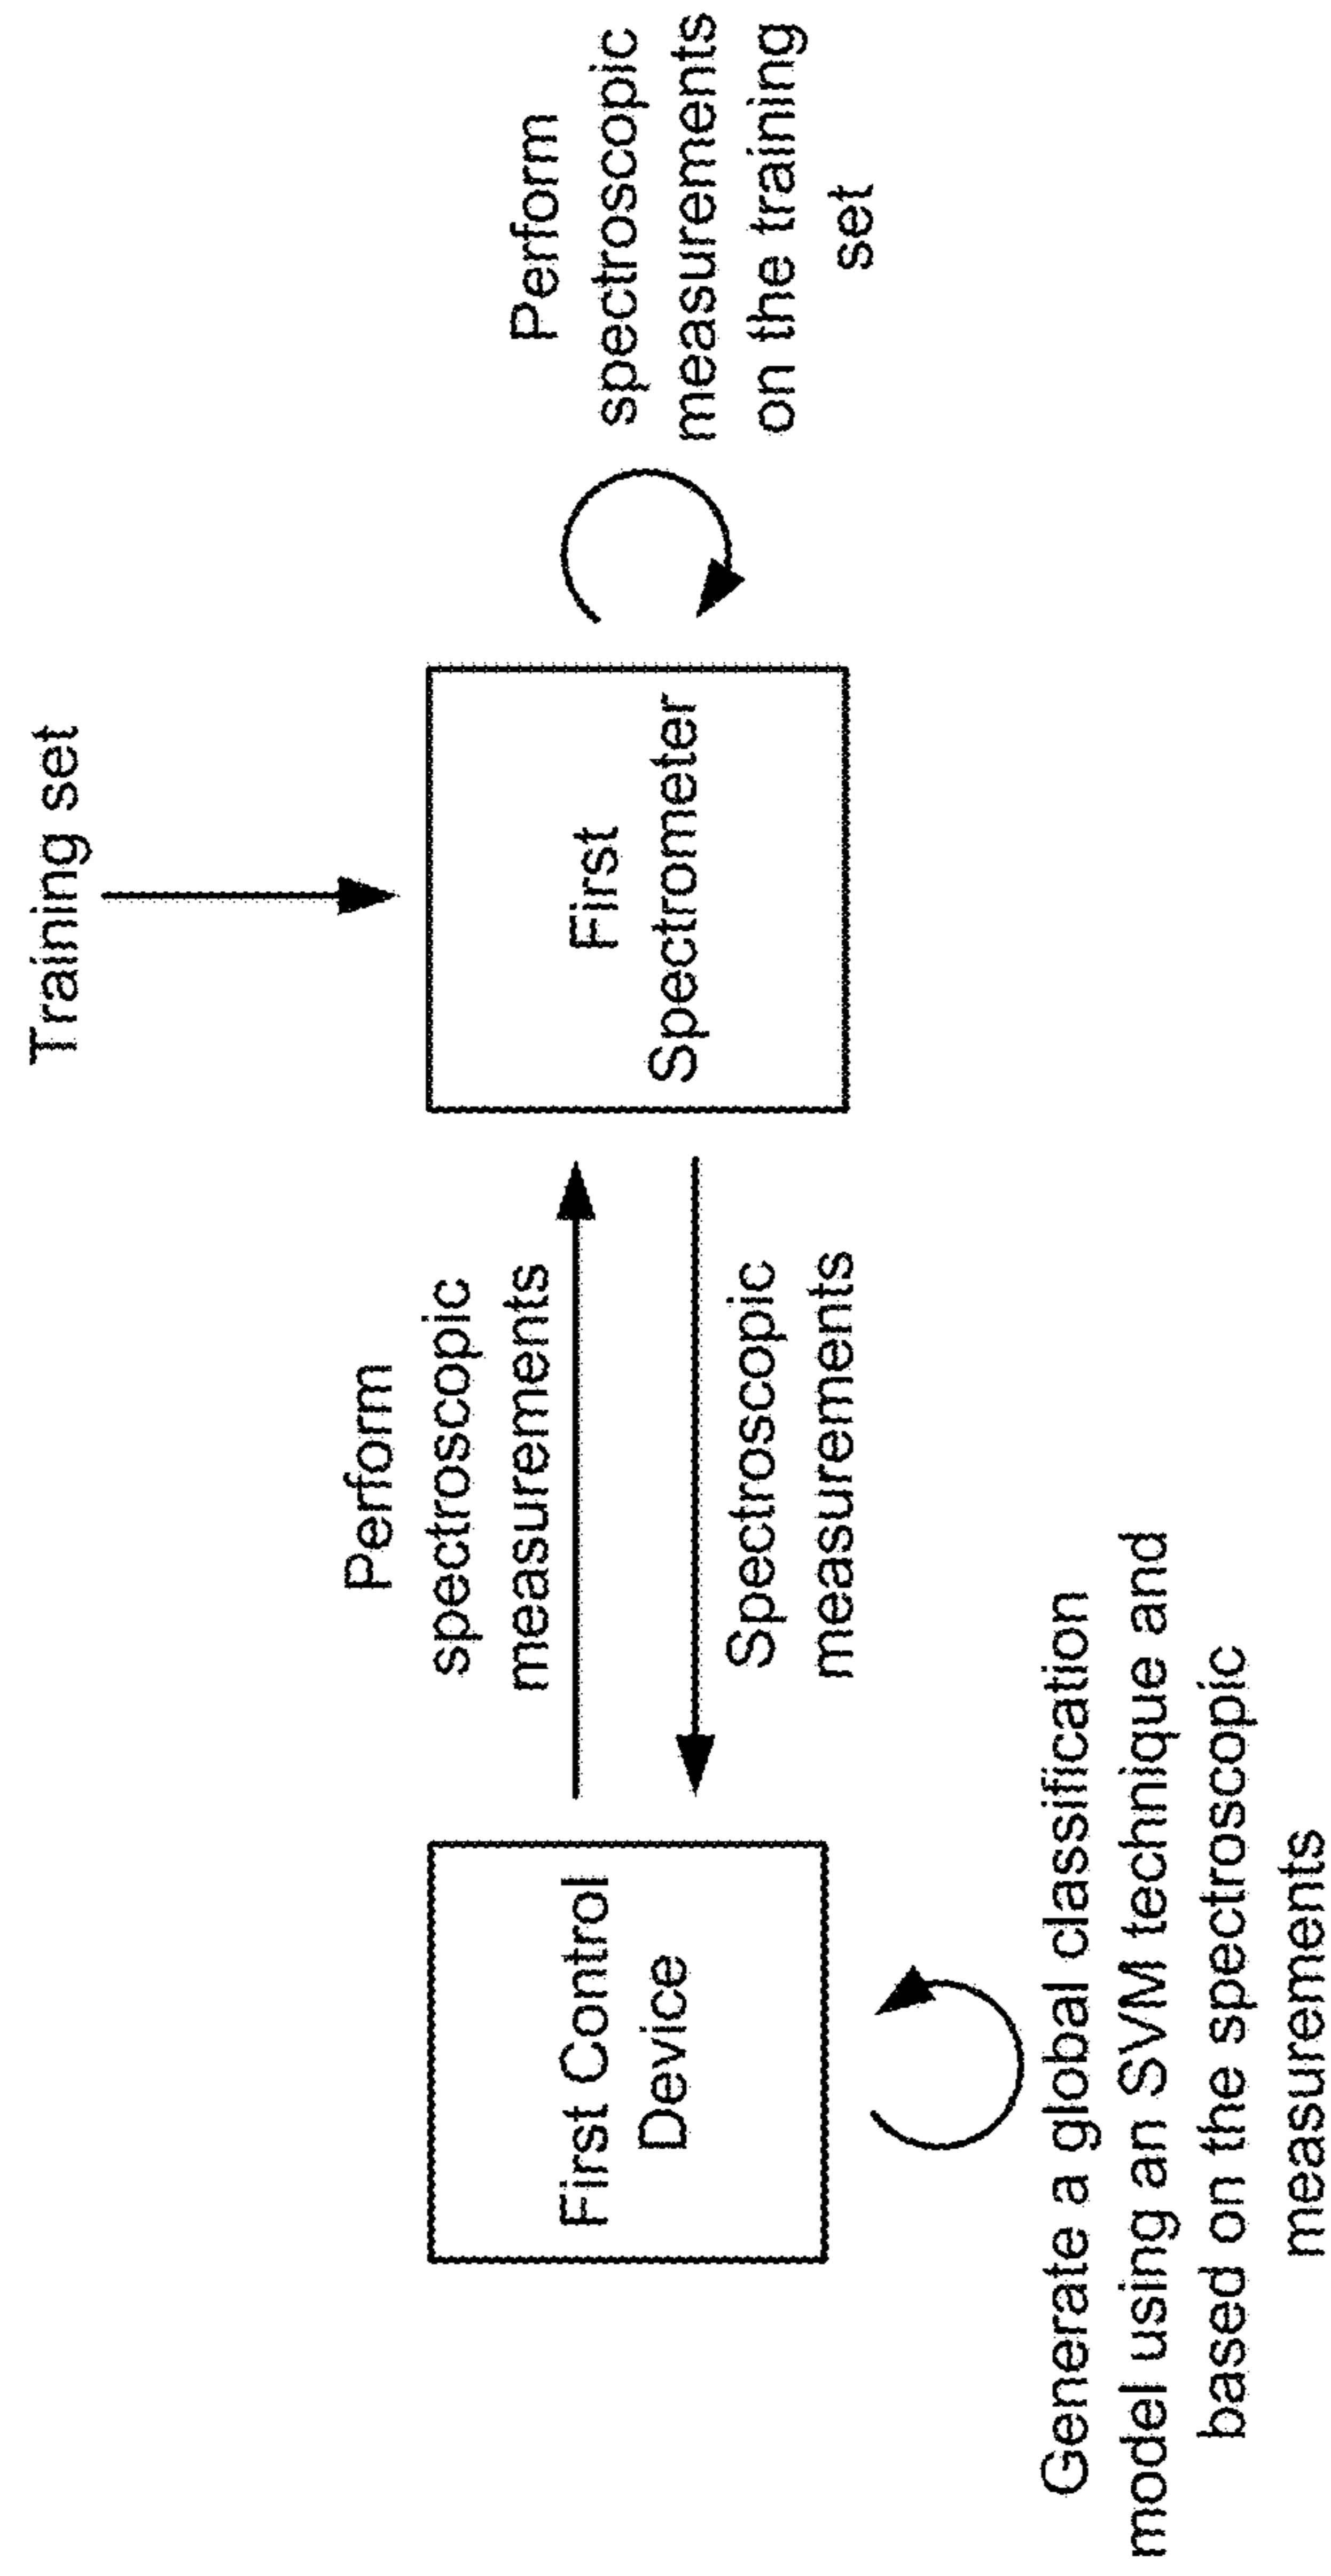 Training set
Perform
spectroscopic
measurements
First Control
Device
First
Spectrometer
Perform
spectroscopic
measurements
on the training
set
Spectroscopic
measurements
Generate a global classification
model using an SVM technique and
based on the spectroscopic
measurements